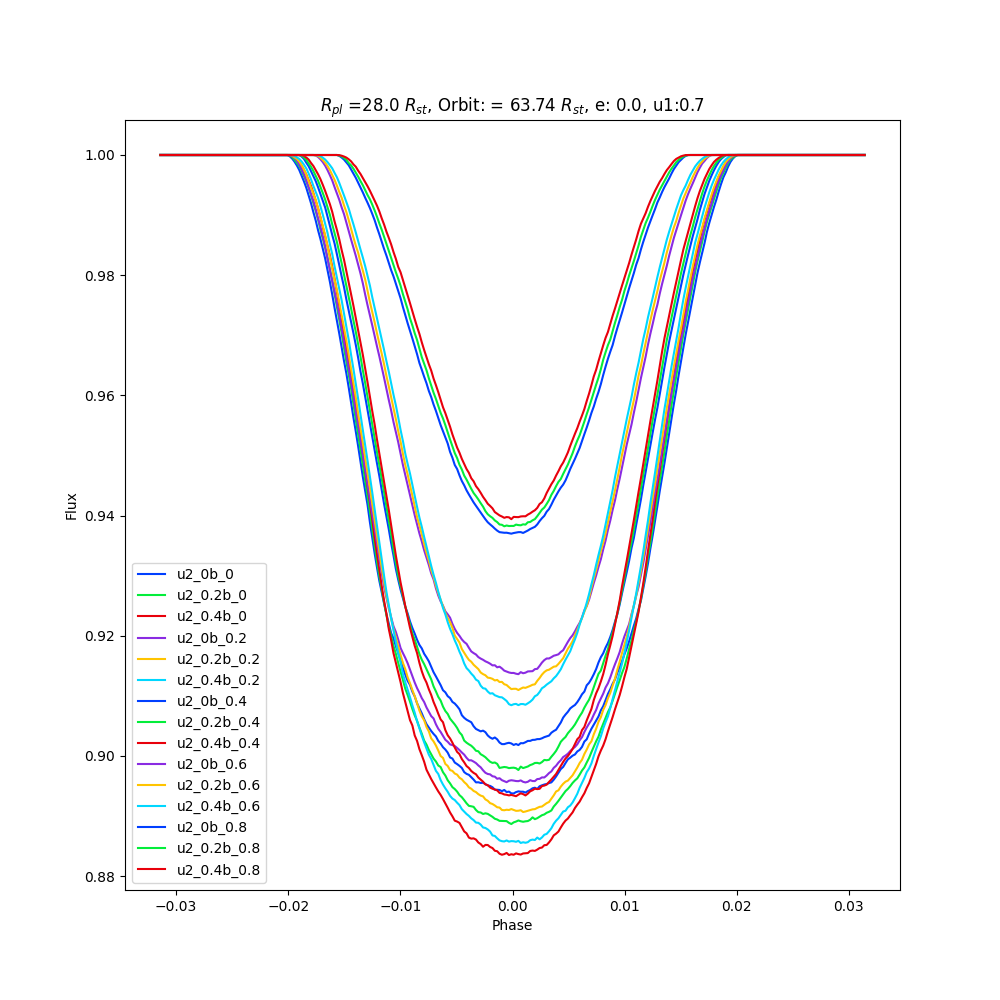 R_pl =28.0 R_st, Orbit: = 63.74 R_st, e: 0.0, u1:0.7
1.00
0.98
0.96
0.94
0.92
0.90
0.88
Flux
u2_0b_0
u2_0.2b_0
u2_0.4b_0
u2_0b_0.2
u2_0.2b_0.2
u2_0.4b_0.2
u2_0b_0.4
u2_0.2b_0.4
u2_0.4b_0.4
u2_0b_0.6
u2_0.2b_0.6
u2_0.4b_0.6
u2_0b_0.8
u2_0.2b_0.8
u2_0.4b_0.8
−0.03 −0.02 −0.01 0.00 0.01 0.02 0.03
Phase